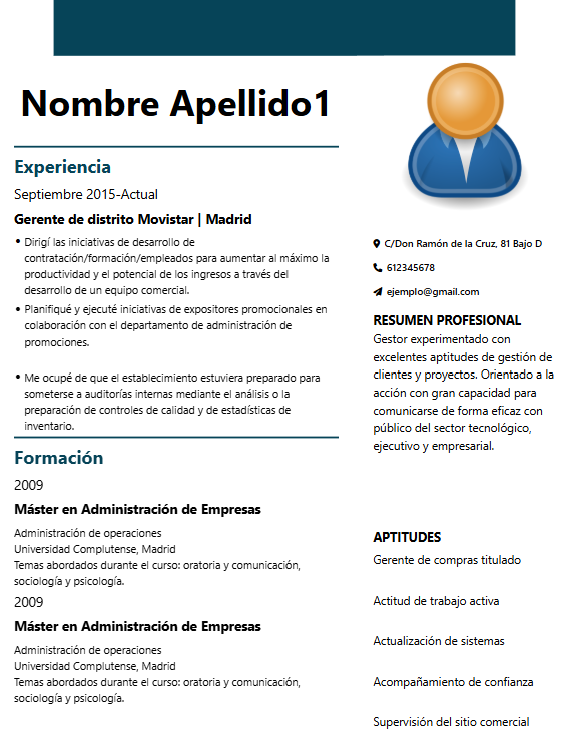 Nombre Apellido1
Experiencia
Septiembre 2015-Actual
Gerente de distrito Movistar | Madrid
• Dirigí las iniciativas de desarrollo de
contratación/formación/empleados para aumentar al máximo la
productividad y el potencial de los ingresos a través del
desarrollo de un equipo comercial.
• Planifiqué y ejecuté iniciativas de expositores promocionales en
colaboración con el departamento de administración de
promociones.
• Me ocupé de que el establecimiento estuviera preparado para
someterse a auditorías internas mediante el análisis o la
preparación de controles de calidad y de estadísticas de
inventario.
Formación
2009
Máster en Administración de Empresas
Administración de operaciones
Universidad Complutense, Madrid
Temas abordados durante el curso: oratoria y comunicación,
sociología y psicología.
2009
Máster en Administración de Empresas
Administración de operaciones
Universidad Complutense, Madrid
Temas abordados durante el curso: oratoria y comunicación,
sociología y psicología.
C/Don Ramón de la Cruz, 81 Bajo D
612345678
ejemplo@gmail.com
RESUMEN PROFESIONAL
Gestor experimentado con
excelentes aptitudes de gestión de
clientes y proyectos. Orientado a la
acción con gran capacidad para
comunicarse de forma eficaz con
público del sector tecnológico,
ejecutivo y empresarial.
APTITUDES
Gerente de compras titulado
Actitud de trabajo activa
Actualización de sistemas
Acompañamiento de confianza
Supervisión del sitio comercial